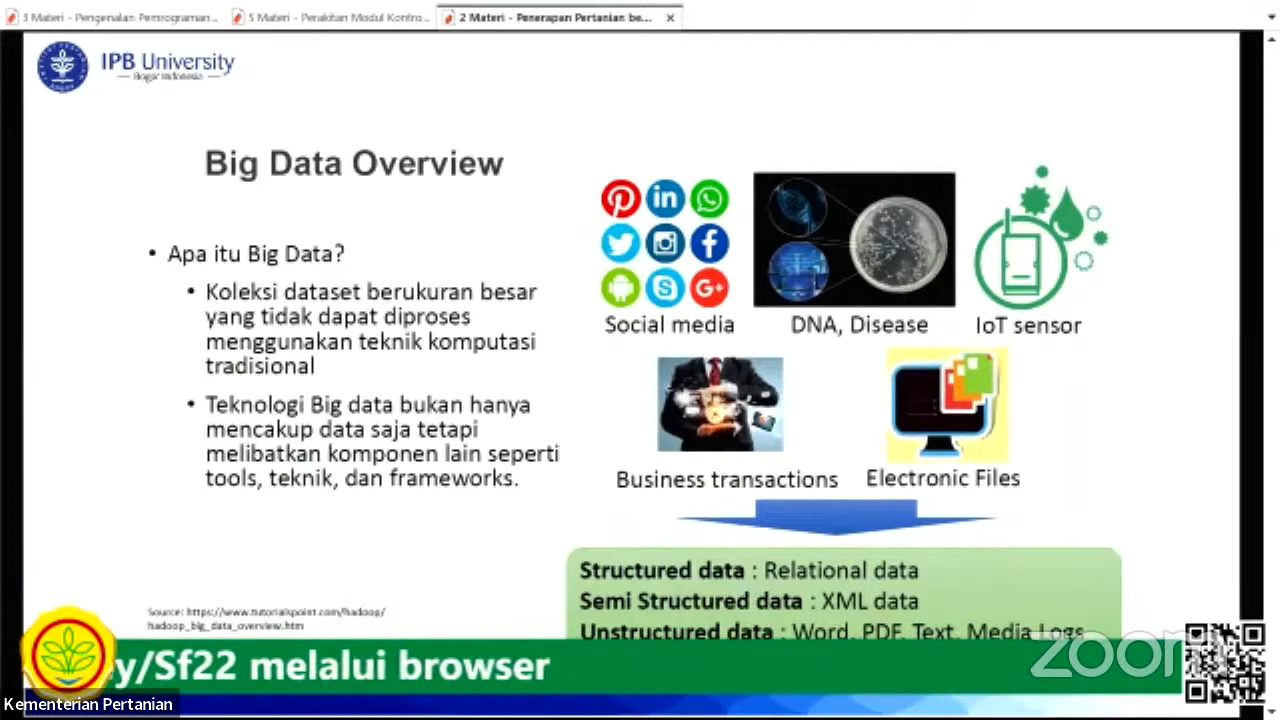 3 Materi - Pengenalan Pemrograman...
5 Materi - Perakitan Modul Kontro...
2 Materi - Penerapan Pertanian be...
IPB University
Bogor Indonesia
Big Data Overview
• Apa itu Big Data?
• Koleksi dataset berukuran besar
yang tidak dapat diproses
menggunakan teknik komputasi
tradisional
• Teknologi Big data bukan hanya
mencakup data saja tetapi
melibatkan komponen lain seperti
tools, teknik, dan frameworks.
Source: https://www.tutorialspoint.com/hadoop/
hadoop_big_data_overview.htm
Social media
DNA, Disease
IoT sensor
Business transactions
Electronic Files
Structured data : Relational data
Semi Structured data : XML data
Unstructured data : Word, PDF, Text, Media Logs
y/Sf22 melalui browser
zoom
Kementerian Pertanian